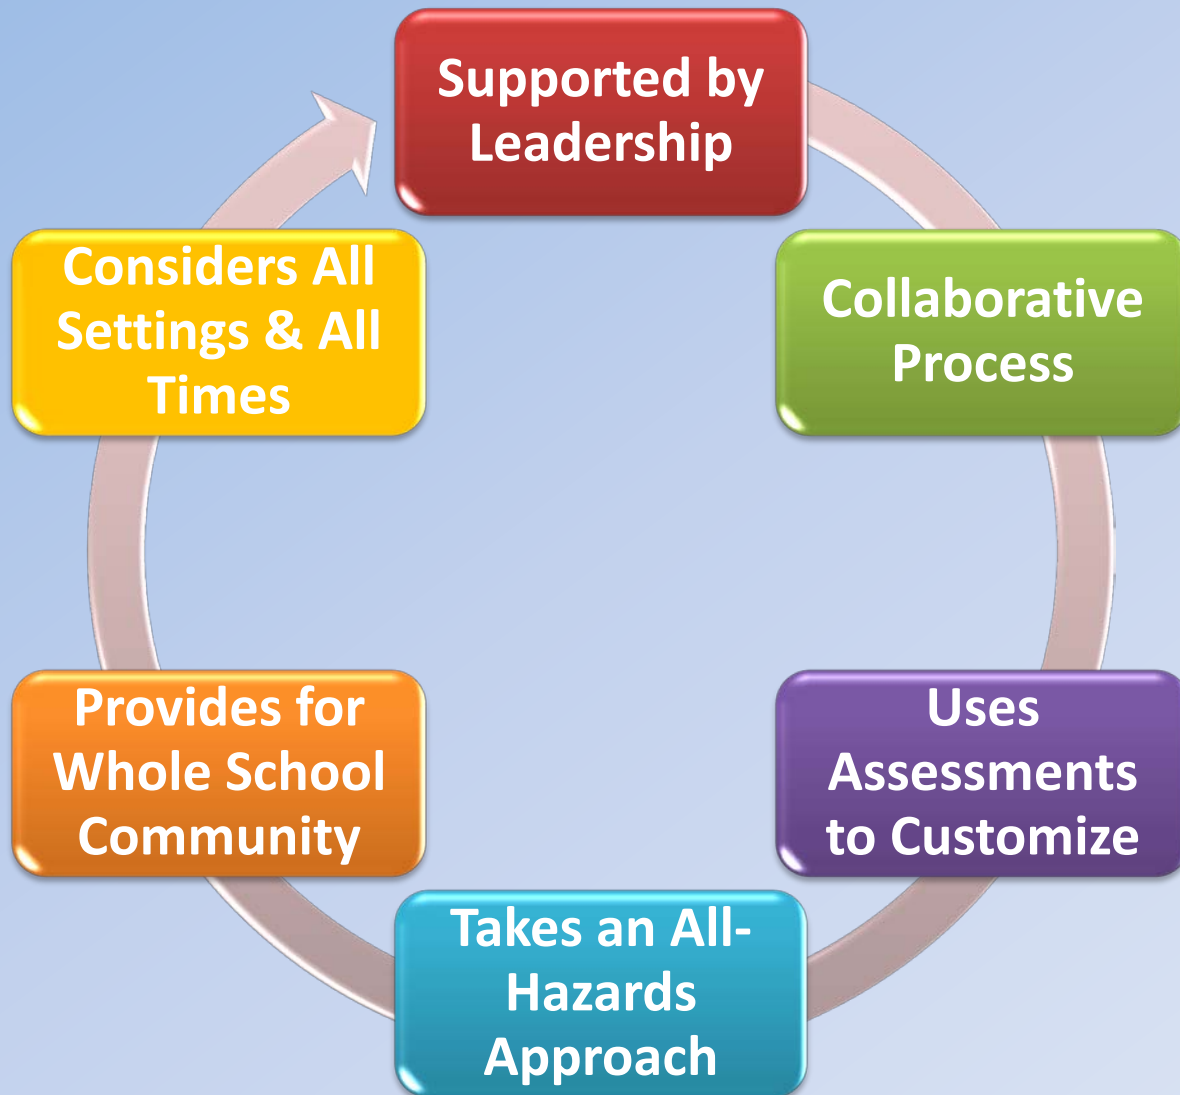 Supported by
Leadership
Collaborative
Process
Uses
Assessments
to Customize
Takes an All-
Hazards
Approach
Provides for
Whole School
Community
Considers All
Settings & All
Times